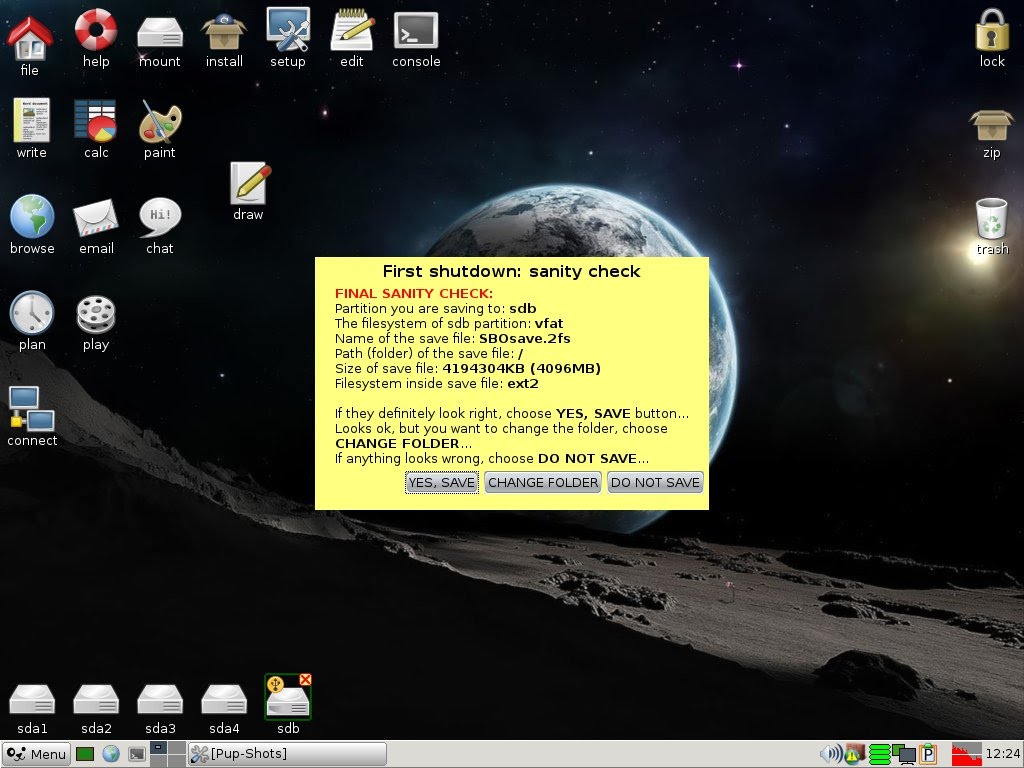 file
help
mount
install
setup
edit
console
lock
write
calc
paint
zip
draw
browse
email
chat
Hi!
trash
plan
play
connect
First shutdown: sanity check
FINAL SANITY CHECK:
Partition you are saving to: sdb
The filesystem of sdb partition: vfat
Name of the save file: SBOsave.2fs
Path (folder) of the save file: /
Size of save file: 4194304KB (4096MB)
Filesystem inside save file: ext2
If they definitely look right, choose YES, SAVE button...
Looks ok, but you want to change the folder, choose
CHANGE FOLDER...
If anything looks wrong, choose DO NOT SAVE...
YES, SAVE
CHANGE FOLDER
DO NOT SAVE
sda1
sda2
sda3
sda4
sdb
Menu
[Pup-Shots]
P
12:24